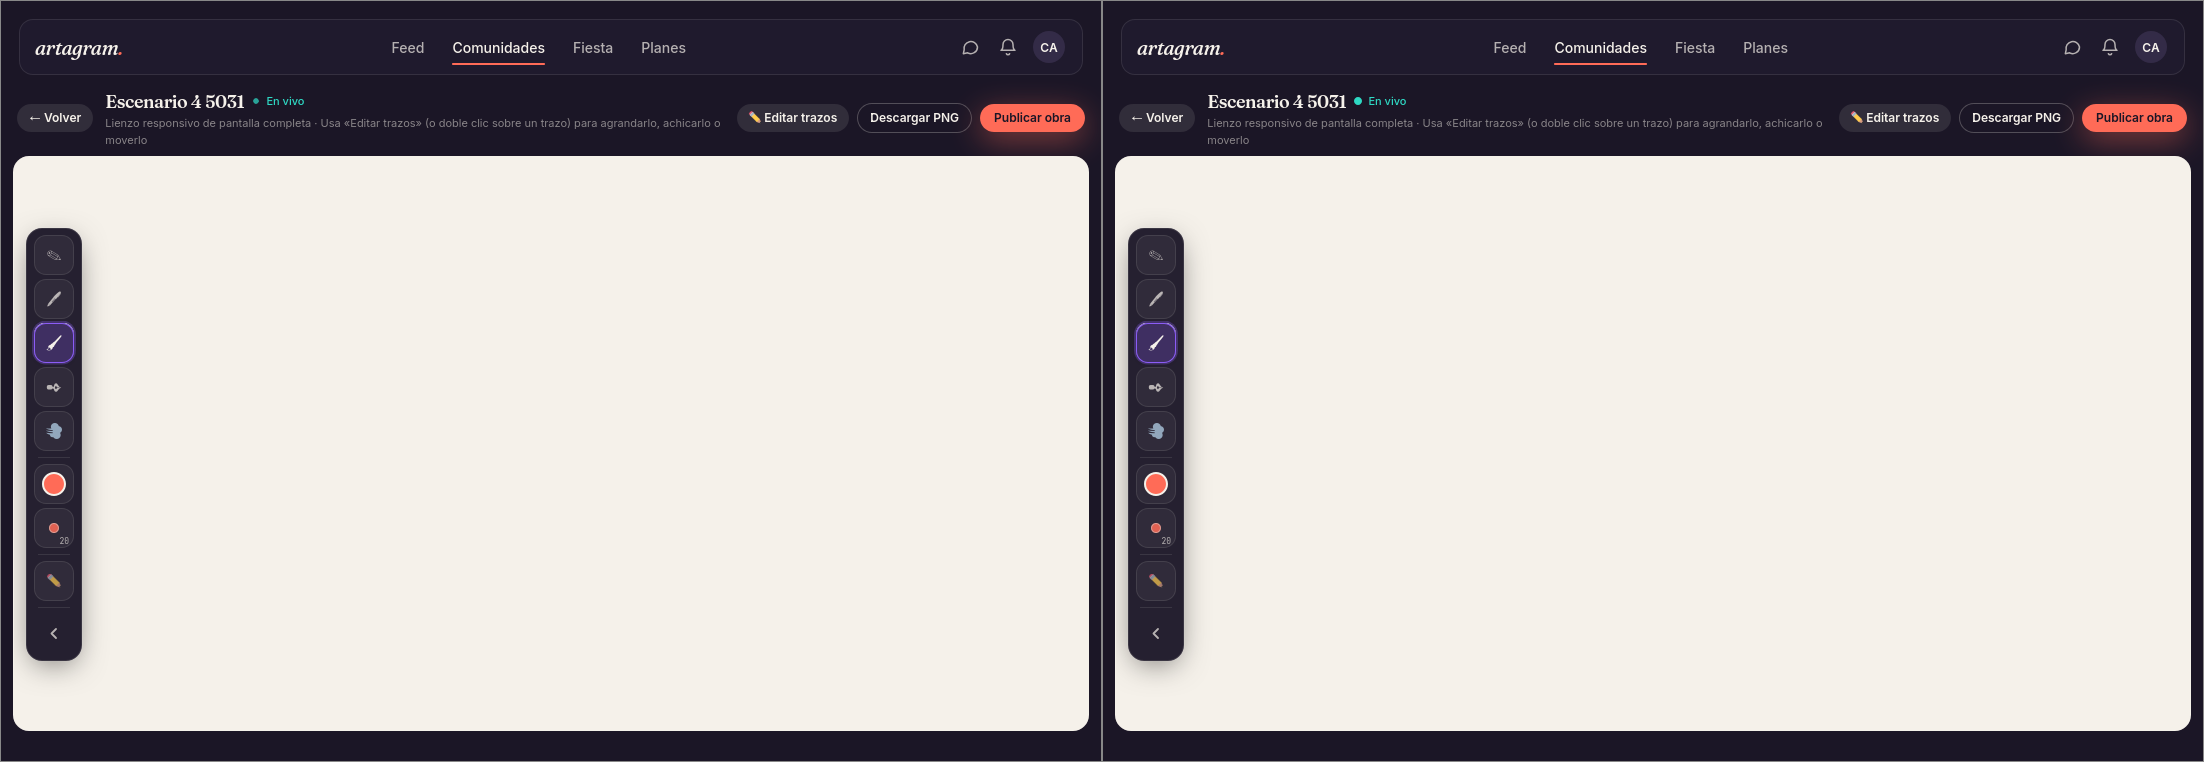 artagram.
Feed
Comunidades
Fiesta
Planes
CA
← Volver
Escenario 4 5031
En vivo
Lienzo responsivo de pantalla completa · Usa «Editar trazos» (o doble clic sobre un trazo) para agrandarlo, achicarlo o
moverlo
Editar trazos
Descargar PNG
Publicar obra
20
artagram.
Feed
Comunidades
Fiesta
Planes
CA
← Volver
Escenario 4 5031
En vivo
Lienzo responsivo de pantalla completa · Usa «Editar trazos» (o doble clic sobre un trazo) para agrandarlo, achicarlo o
moverlo
Editar trazos
Descargar PNG
Publicar obra
20